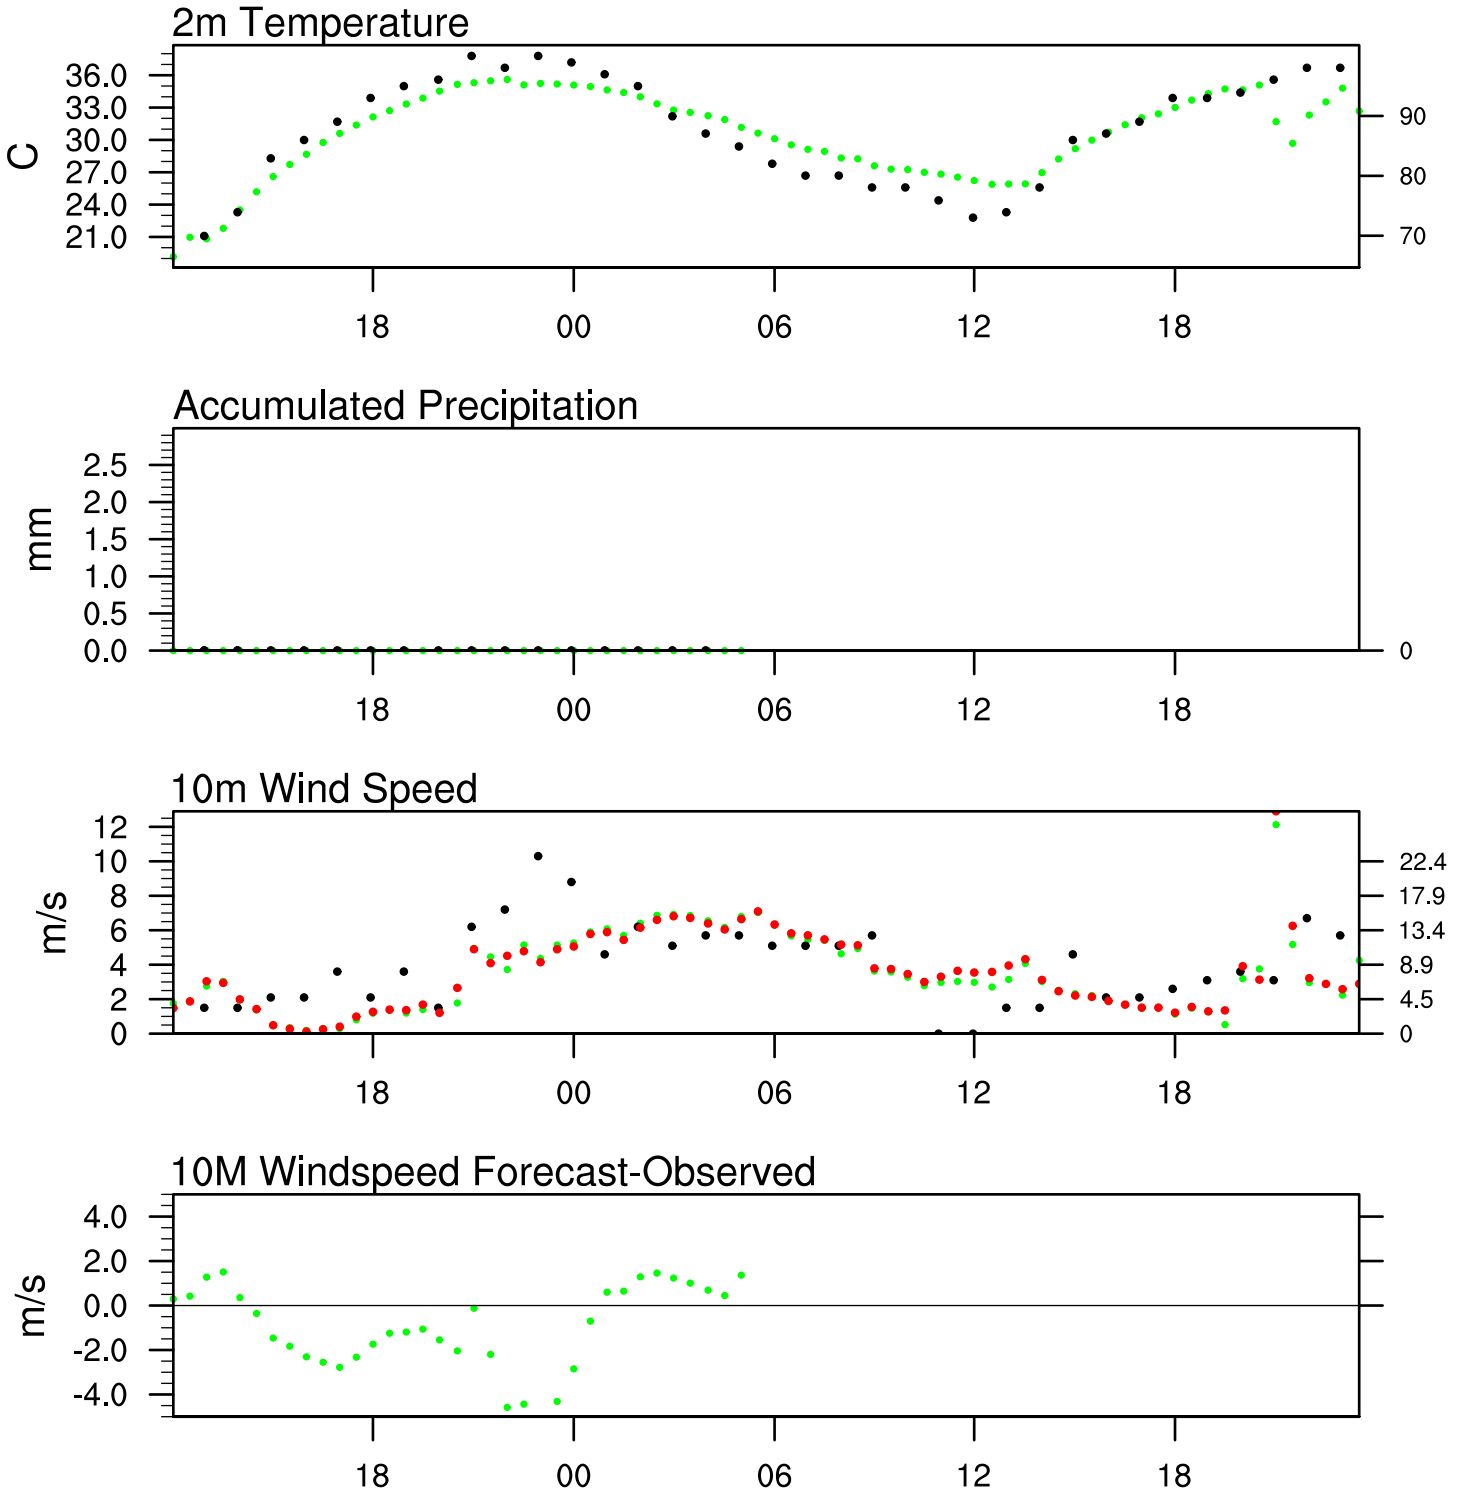 2m Temperature
36.0
33.0
30.0
27.0
24.0
21.0
C
90
80
70
18 00 06 12 18
Accumulated Precipitation
2.5
2.0
1.5
1.0
0.5
0.0
mm
0
18 00 06 12 18
10m Wind Speed
12
10
8
6
4
2
0
m/s
22.4
17.9
13.4
8.9
4.5
0
18 00 06 12 18
10M Windspeed Forecast-Observed
4.0
2.0
0.0
-2.0
-4.0
m/s
18 00 06 12 18